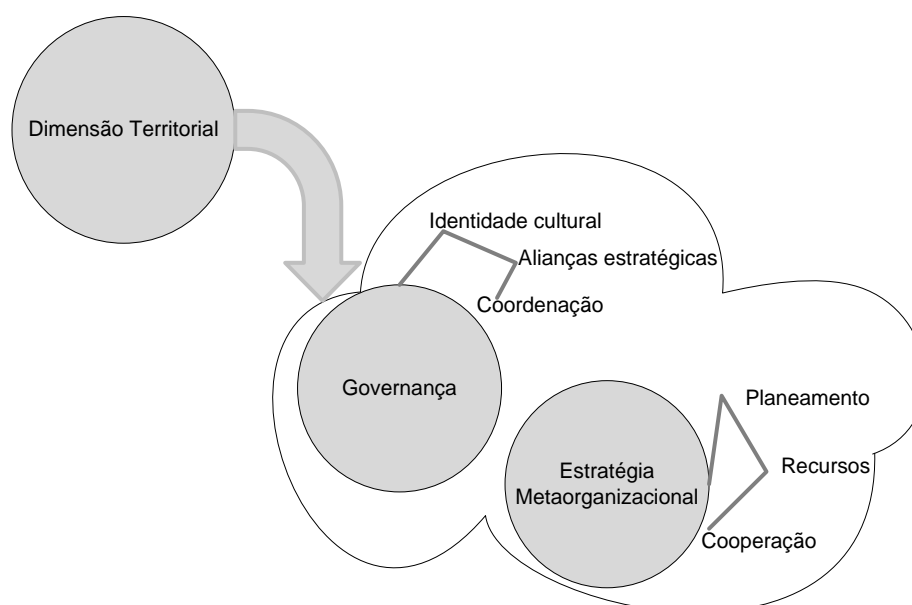 Dimensão Territorial
Identidade cultural
Alianças estratégicas
Coordenação
Governança
Planeamento
Estratégia
Metaorganizacional
Recursos
Cooperação